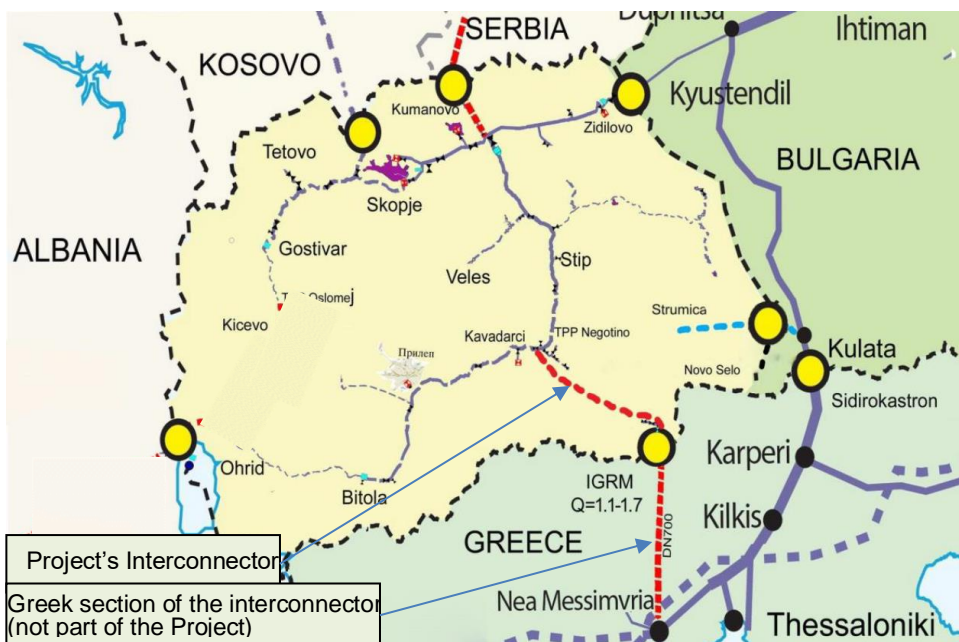 SERBIA
Dupnitsa
Ihtiman
KOSOVO
Kumanovo
Kyustendil
Zidilovo
Tetovo
BULGARIA
Skopje
ALBANIA
Gostivar
Stip
Veles
Oslomej
Strumica
Kicevo
Kavadarci
TPP Negotino
Прилеп
Kulata
Novo Selo
Sidirokastron
Ohrid
Karperi
IGRM
Q=1.1-1.7
Bitola
Kilkis
GREECE
DN700
Project's Interconnector
Greek section of the interconnector
(not part of the Project)
Nea Messimvria
Thessaloniki